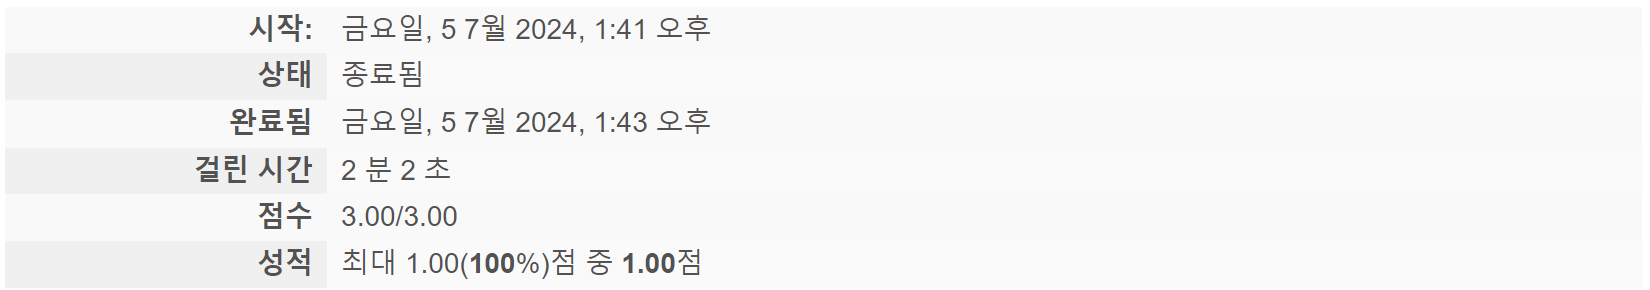 시작: 금요일, 5 7월 2024, 1:41 오후
상태 종료됨
완료됨 금요일, 5 7월 2024, 1:43 오후
걸린 시간 2 분 2 초
점수 3.00/3.00
성적 최대 1.00(100%)점 중 1.00점